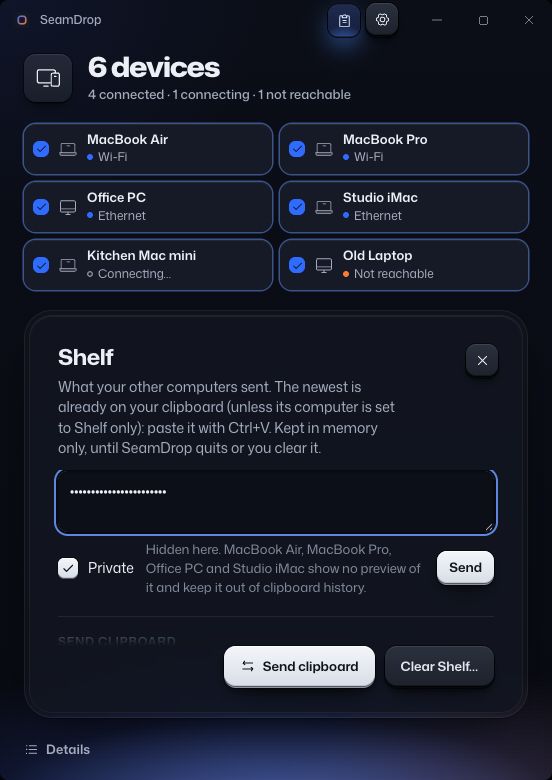 SeamDrop
6 devices
4 connected · 1 connecting · 1 not reachable
MacBook Air
Wi-Fi
MacBook Pro
Wi-Fi
Office PC
Ethernet
Studio iMac
Ethernet
Kitchen Mac mini
Connecting...
Old Laptop
Not reachable
Shelf
What your other computers sent. The newest is
already on your clipboard (unless its computer is set
to Shelf only): paste it with Ctrl+V. Kept in memory
only, until SeamDrop quits or you clear it.
•••••••••••••••••••••••
Private
Hidden here. MacBook Air, MacBook Pro,
Office PC and Studio iMac show no preview of
it and keep it out of clipboard history.
Send
SEND CLIPBOARD
Send clipboard
Clear Shelf...
Details